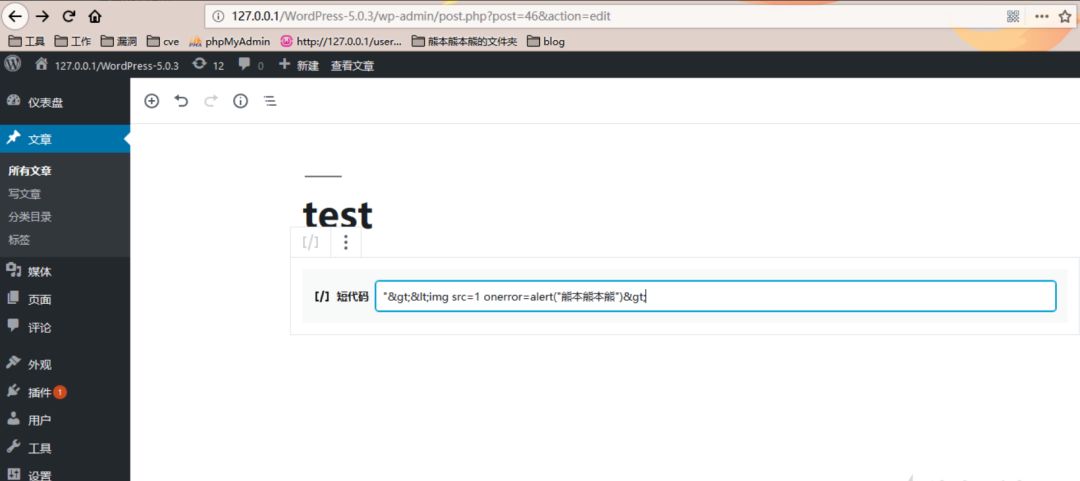 127.0.0.1/WordPress-5.0.3/wp-admin/post.php?post=46&action=edit
工具 工作 漏洞 cve phpMyAdmin http://127.0.0.1/user... 熊本熊本熊的文件夹 blog
127.0.0.1/WordPress-5.0.3 12 0 新建 查看文章
仪表盘
文章
所有文章
写文章
分类目录
标签
媒体
页面
评论
外观
插件 1
用户
工具
设置
test
[/]
[/] 短代码 "&gt;&lt;img src=1 onerror=alert("熊本熊本熊")&gt;